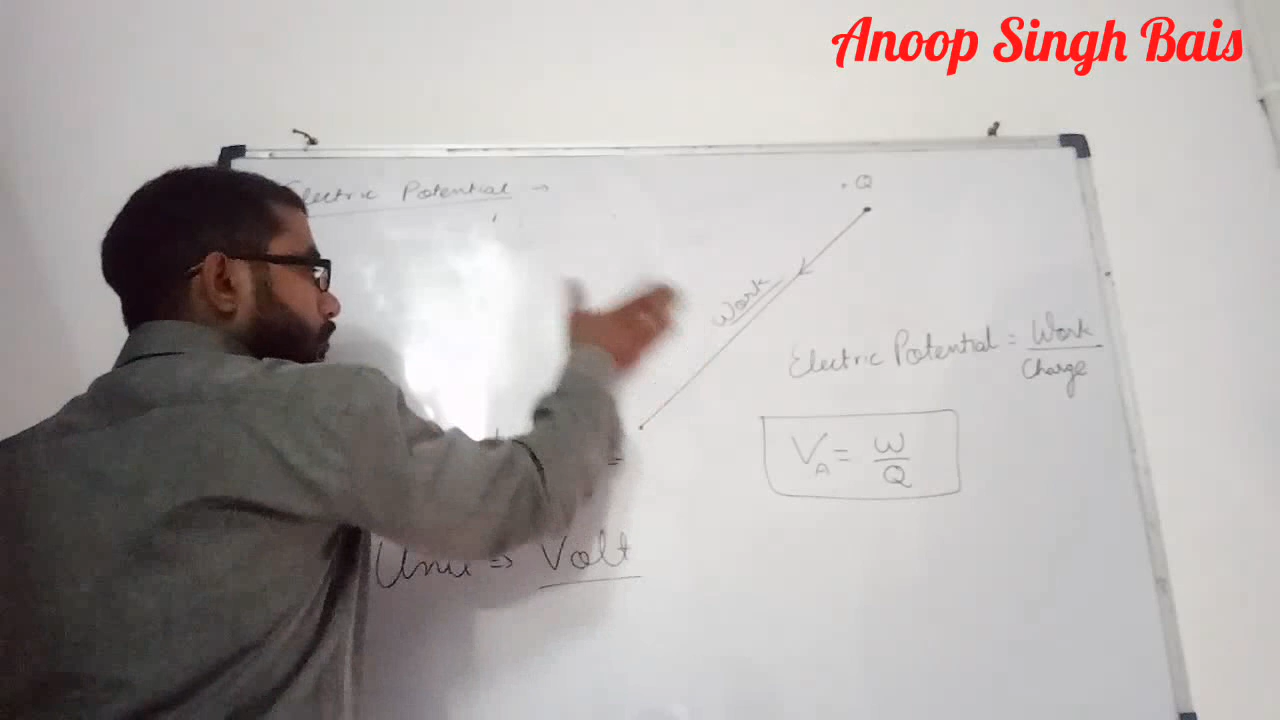 Anoop Singh Bais
Electric Potential →
+Q
Work
Electric Potential = Work
Charge
V_A = W
Q
Unit ⇒ Volt